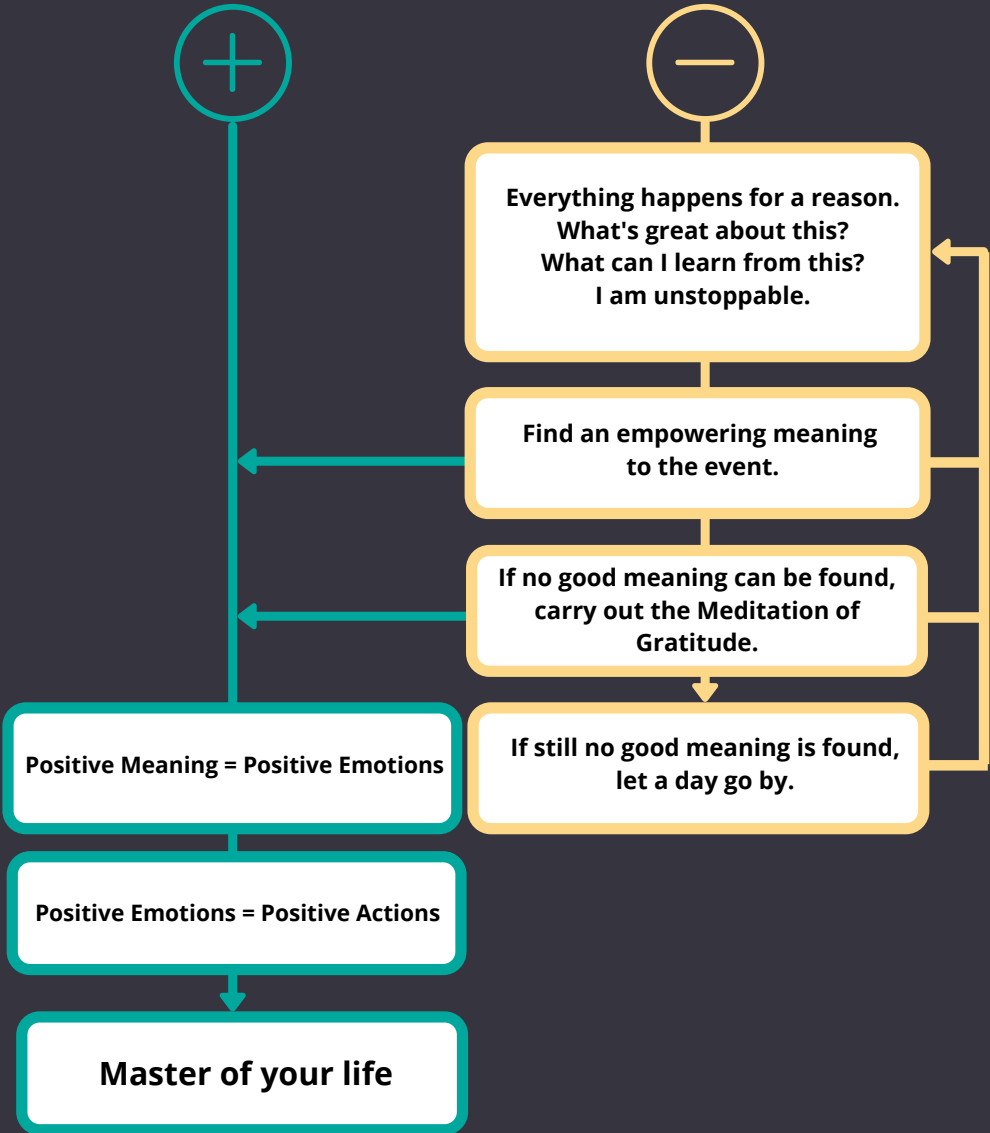 Everything happens for a reason.
What's great about this?
What can I learn from this?
I am unstoppable.
Find an empowering meaning
to the event.
If no good meaning can be found,
carry out the Meditation of
Gratitude.
If still no good meaning is found,
let a day go by.
Positive Meaning = Positive Emotions
Positive Emotions = Positive Actions
Master of your life